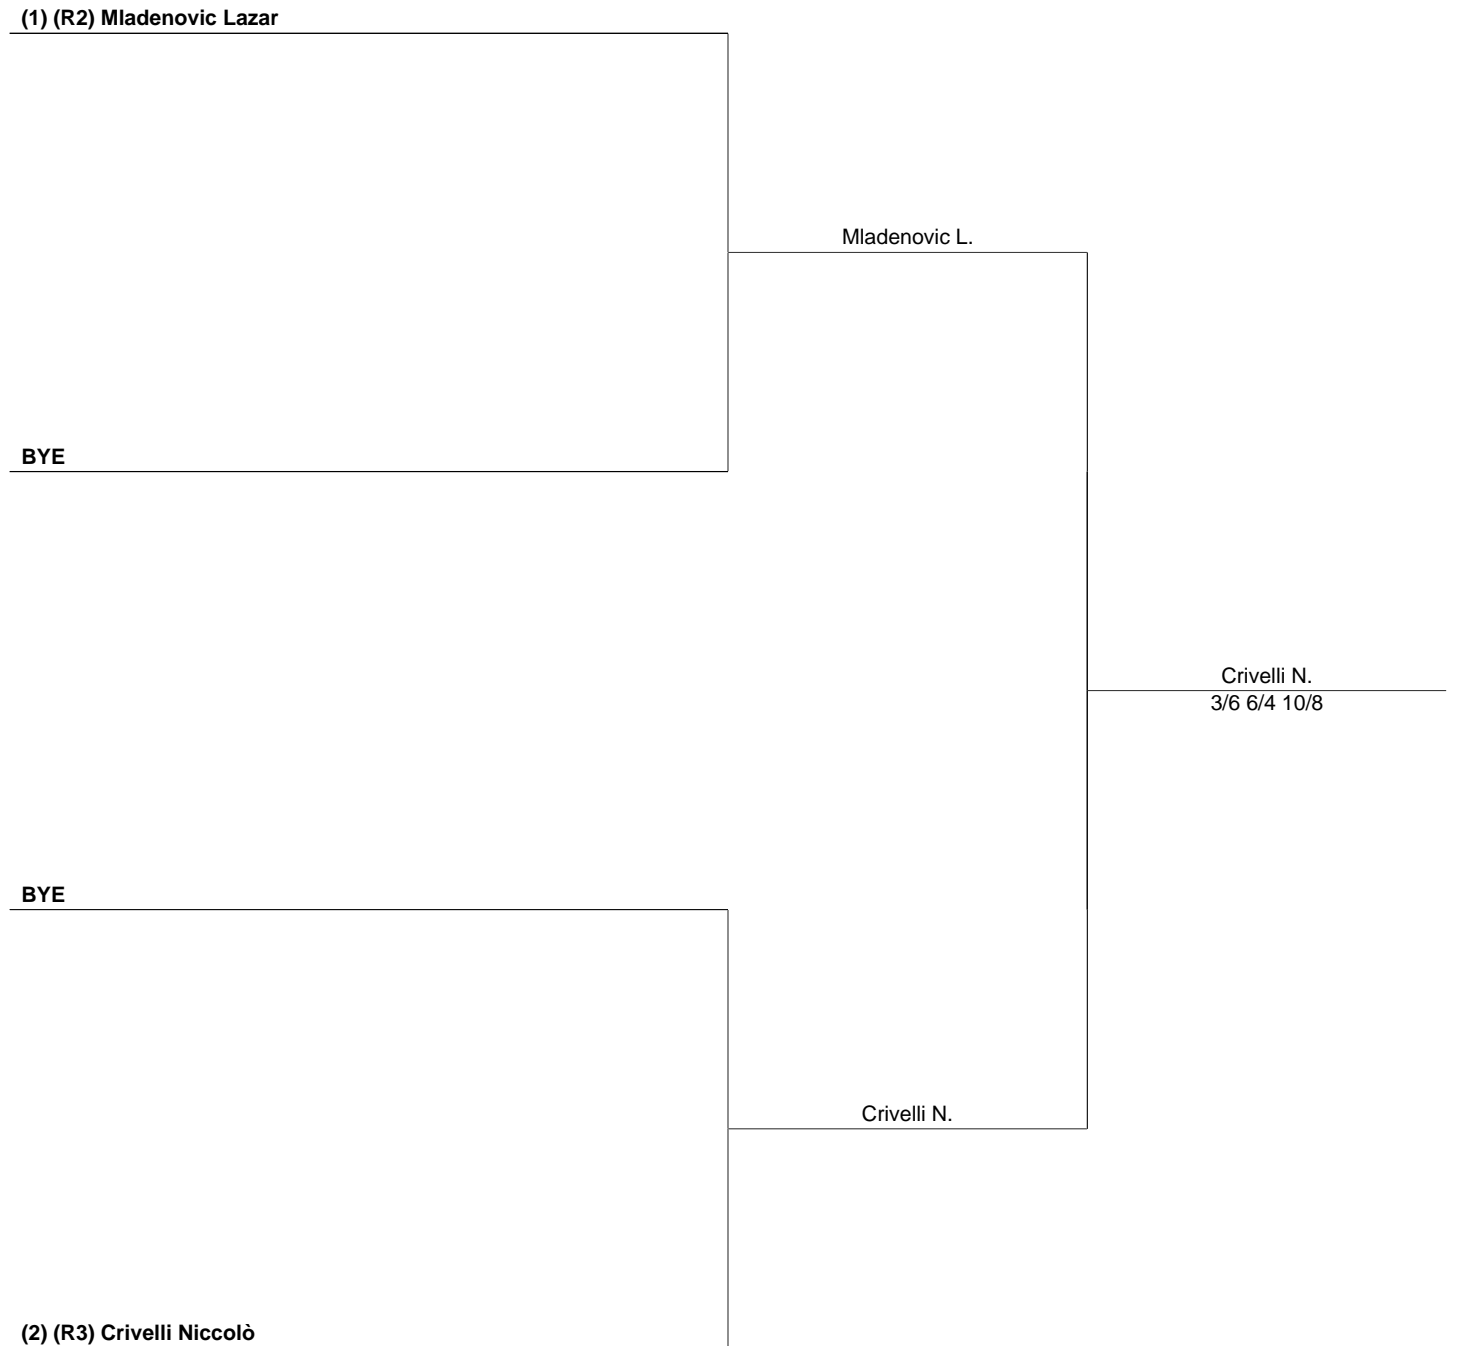 (1) (R2) Mladenovic Lazar
Mladenovic L.
BYE
Crivelli N.
3/6 6/4 10/8
BYE
Crivelli N.
(2) (R3) Crivelli Niccolò